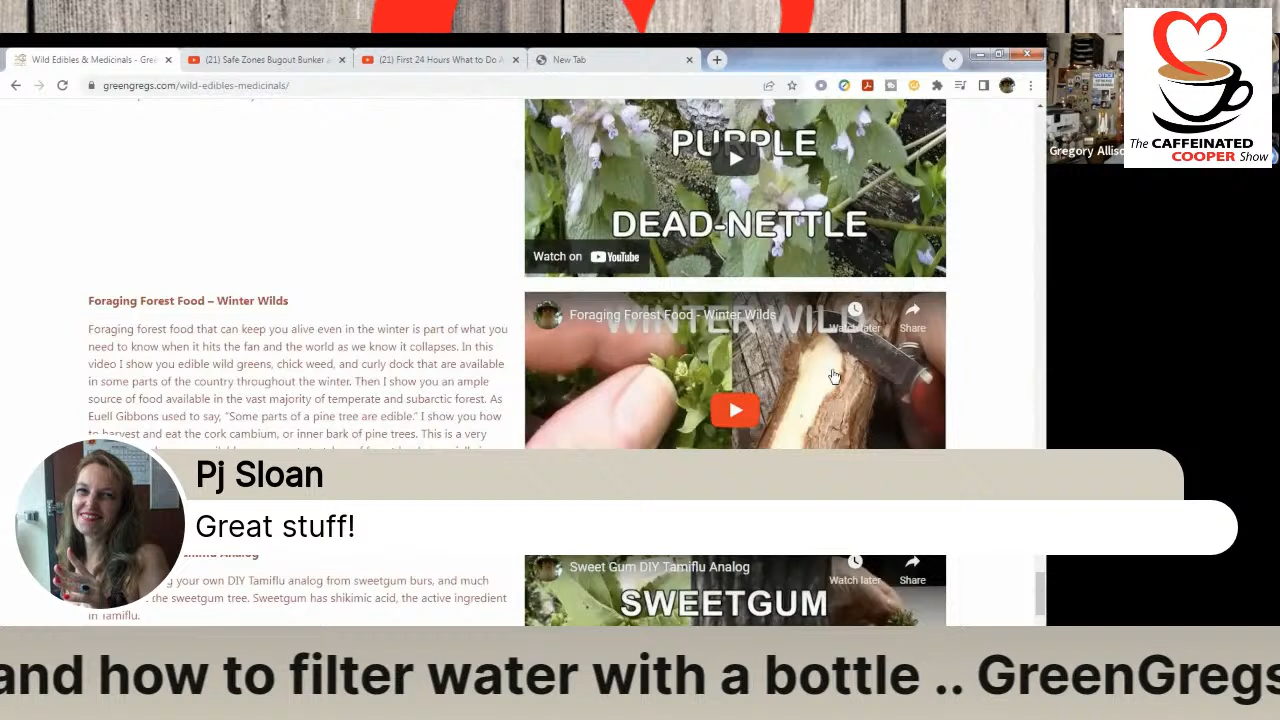 Wild Edibles & Medicinals - Gre
Safe Zones
First 24 Hours What
greengregs.com/wild-edibles-medicinals/
NOTICE
Gregory Alliso
The CAFFEINATED
COOPER Show
PURPLE
DEAD-NETTLE
Watch on YouTube
Foraging Forest Food – Winter Wilds
Foraging forest food that can keep you alive even in the winter is part of what you
need to know when it hits the fan and the world as we know it collapses. In this
video I show you edible wild greens, chick weed, and curly dock that are available
in some parts of the country throughout the winter. Then I show you an ample
source of food available in the vast majority of temperate and subarctic forest. As
Euell Gibbons used to say, "Some parts of a pine tree are edible." I show you how
to harvest and eat the cork cambium, or inner bark of pine trees. This is a very
WINTER WILDS
Foraging Forest Food - Winter Wilds
Watch later
Share
Pj Sloan
Great stuff!
Analog
your own DIY Tamiflu analog from sweetgum burs, and much
the sweetgum tree. Sweetgum has shikimic acid, the active ingredient
in Tamiflu.
Sweet Gum DIY Tamiflu Analog
Watch later
Share
SWEETGUM
and how to filter water with a bottle .. GreenGregs